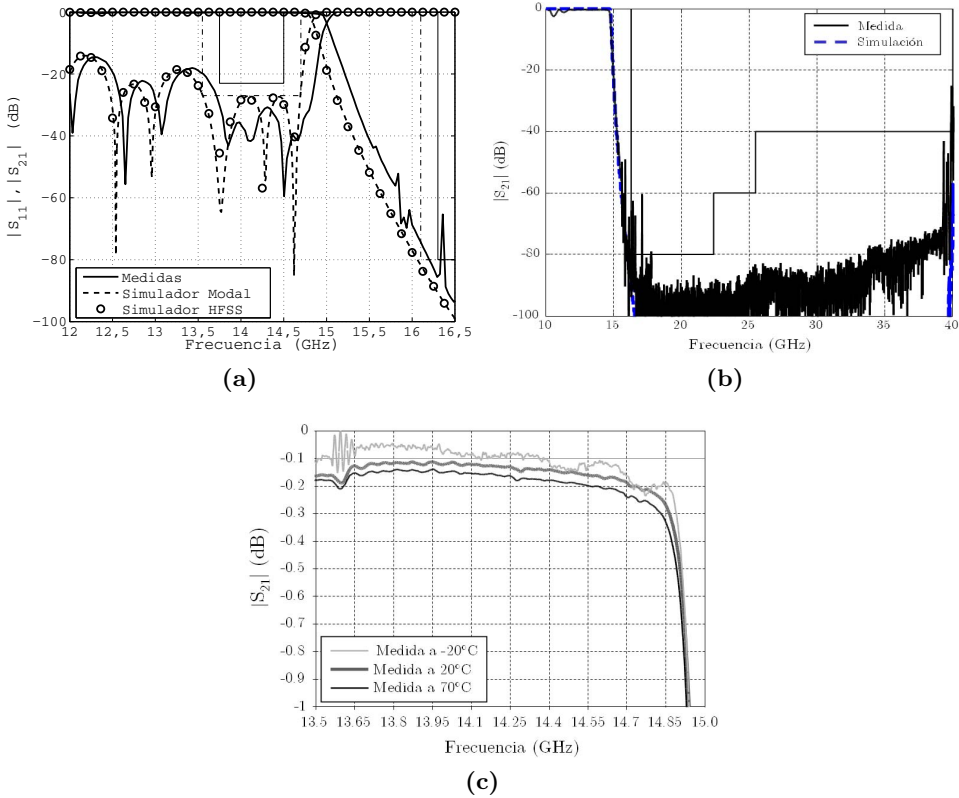 0
−20
−40
−60
−80
−100
|S11|,|S21| (dB)
Medidas
Simulador Modal
Simulador HFSS
12 12,5 13 13,5 14 14,5 15 15,5 16 16,5
Frecuencia (GHz)
(a)
0
-20
-40
-60
-80
-100
|S21| (dB)
Medida
Simulación
10 15 20 25 30 35 40
Frecuencia (GHz)
(b)
0
-0.1
-0.2
-0.3
-0.4
-0.5
-0.6
-0.7
-0.8
-0.9
-1
|S21| (dB)
Medida a -20ºC
Medida a 20ºC
Medida a 70ºC
13.5 13.65 13.8 13.95 14.1 14.25 14.4 14.55 14.7 14.85 15.0
Frecuencia (GHz)
(c)